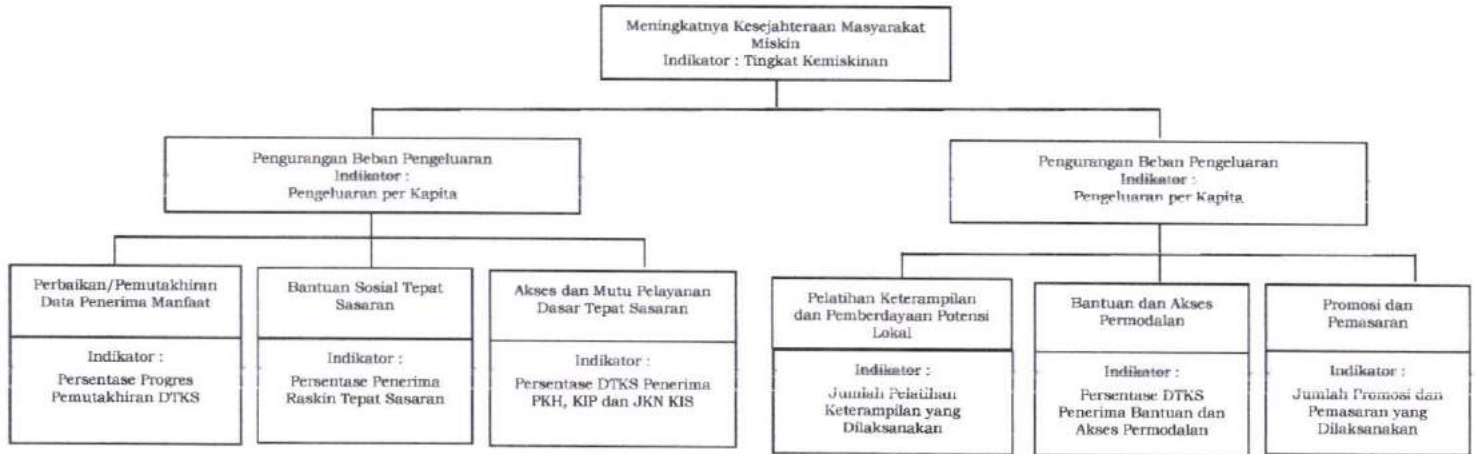 Meningkatnya Kesejahteraan Masyarakat
Miskin
Indikator : Tingkat Kemiskinan
Pengurangan Beban Pengeluaran
Indikator :
Pengeluaran per Kapita
Pengurangan Beban Pengeluaran
Indikator :
Pengeluaran per Kapita
Perbaikan/Pemutakhiran
Data Penerima Manfaat
Indikator :
Persentase Progres
Pemutakhiran DTKS
Bantuan Sosial Tepat
Sasaran
Indikator :
Persentase Penerima
Raskin Tepat Sasaran
Akses dan Mutu Pelayanan
Dasar Tepat Sasaran
Indikator :
Persentase DTKS Penerima
PKH, KIP dan JKN KIS
Pelatihan Keterampilan
dan Pemberdayaan Potensi
Lokal
Indikator :
Jumlah Pelatihan
Keterampilan yang
Dilaksanakan
Bantuan dan Akses
Permodalan
Indikator :
Persentase DTKS
Penerima Bantuan dan
Akses Permodalan
Promosi dan
Pemasaran
Indikator :
Jumlah Promosi dan
Pemasaran yang
Dilaksanakan